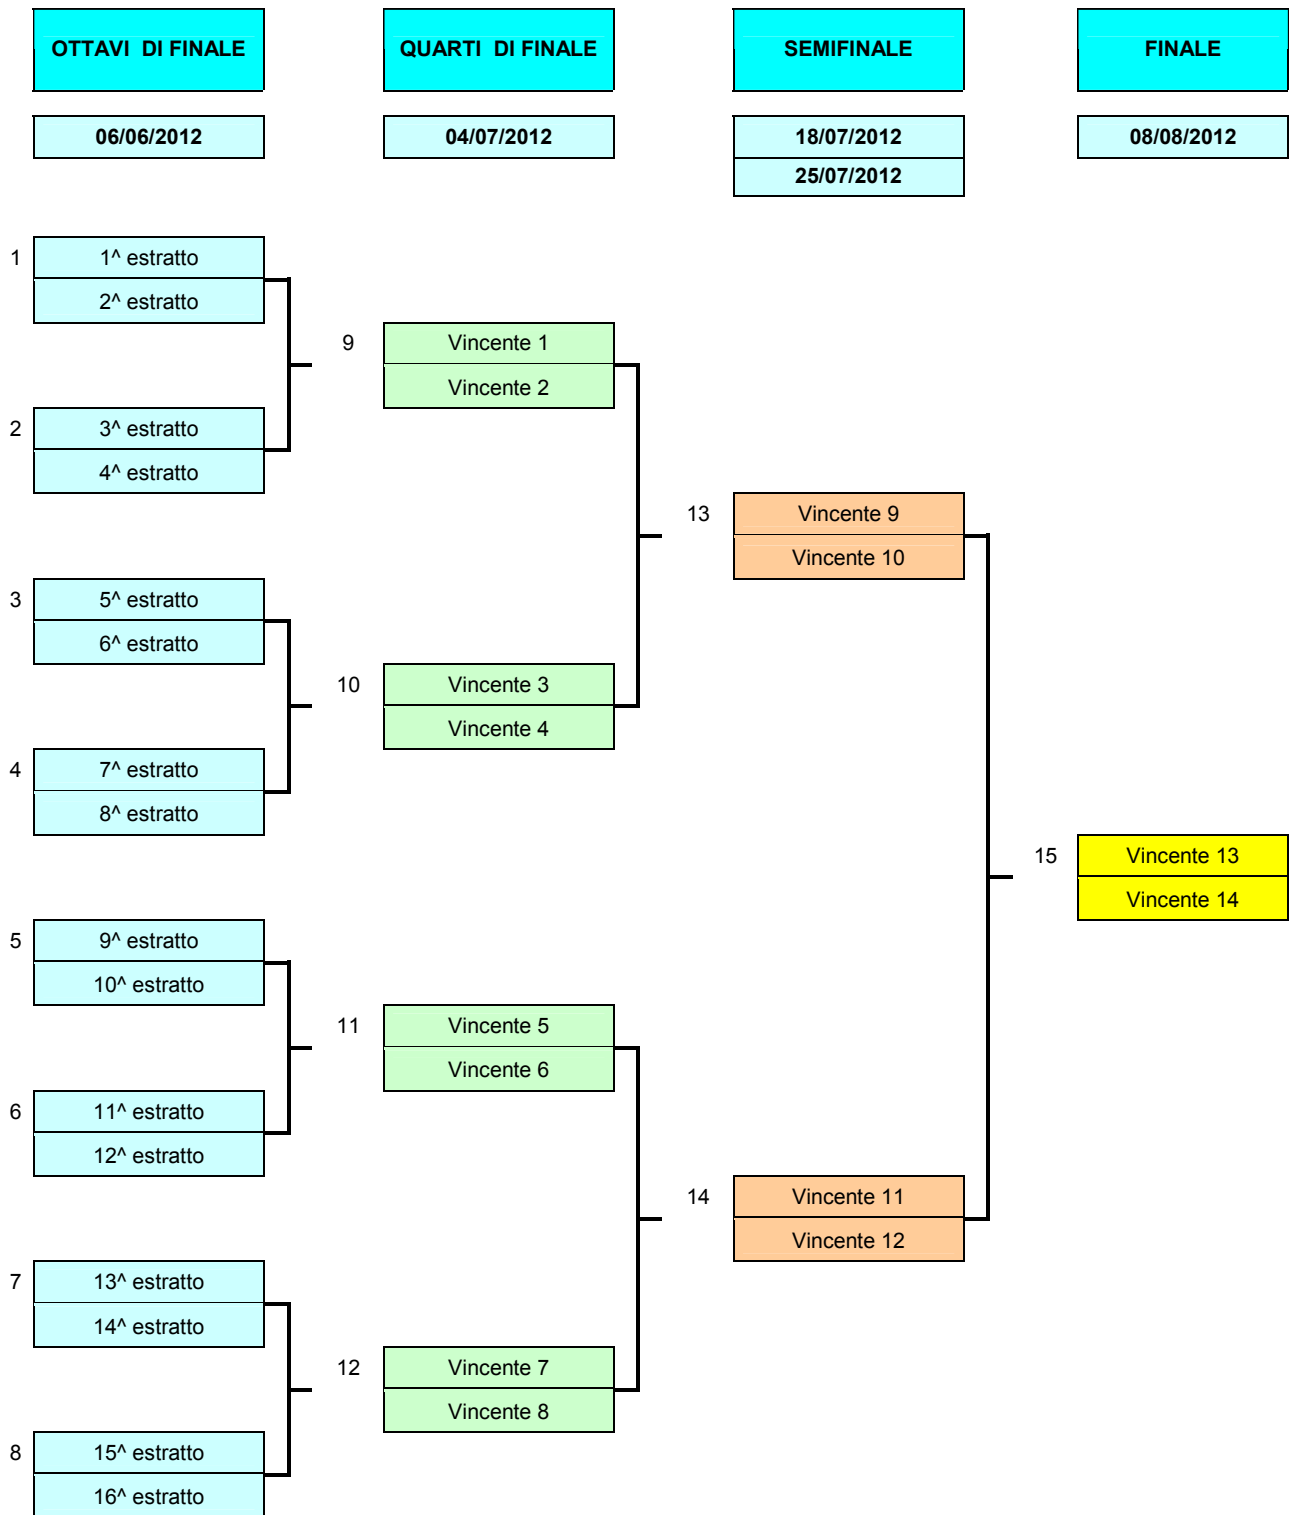 OTTAVI DI FINALE
QUARTI DI FINALE
SEMIFINALE
FINALE
06/06/2012
04/07/2012
18/07/2012
08/08/2012
25/07/2012
1
1^ estratto
2^ estratto
9
Vincente 1
Vincente 2
2
3^ estratto
4^ estratto
13
Vincente 9
Vincente 10
3
5^ estratto
6^ estratto
10
Vincente 3
Vincente 4
4
7^ estratto
8^ estratto
15
Vincente 13
Vincente 14
5
9^ estratto
10^ estratto
11
Vincente 5
Vincente 6
6
11^ estratto
12^ estratto
14
Vincente 11
Vincente 12
7
13^ estratto
14^ estratto
12
Vincente 7
Vincente 8
8
15^ estratto
16^ estratto